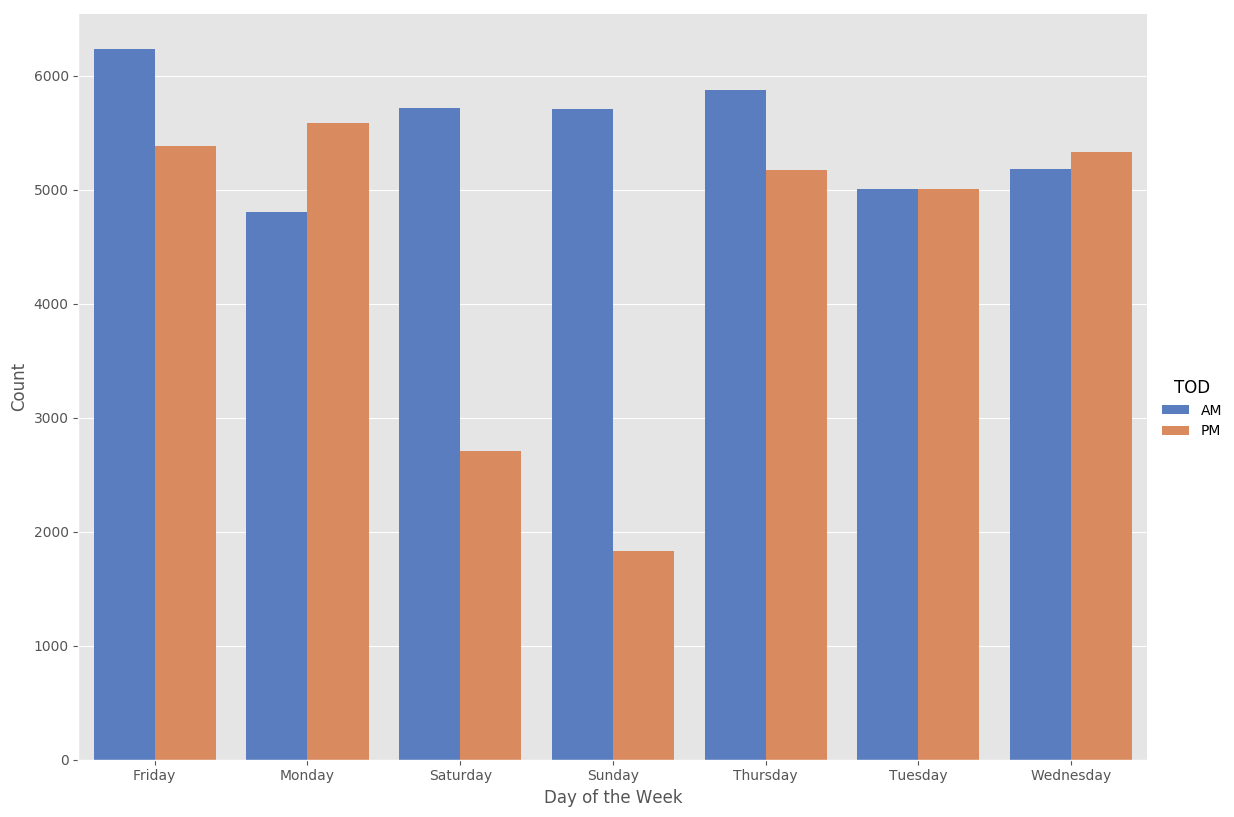 6000
5000
4000
3000
2000
1000
0
Count
Friday Monday Saturday Sunday Thursday Tuesday Wednesday
Day of the Week
TOD
AM
PM